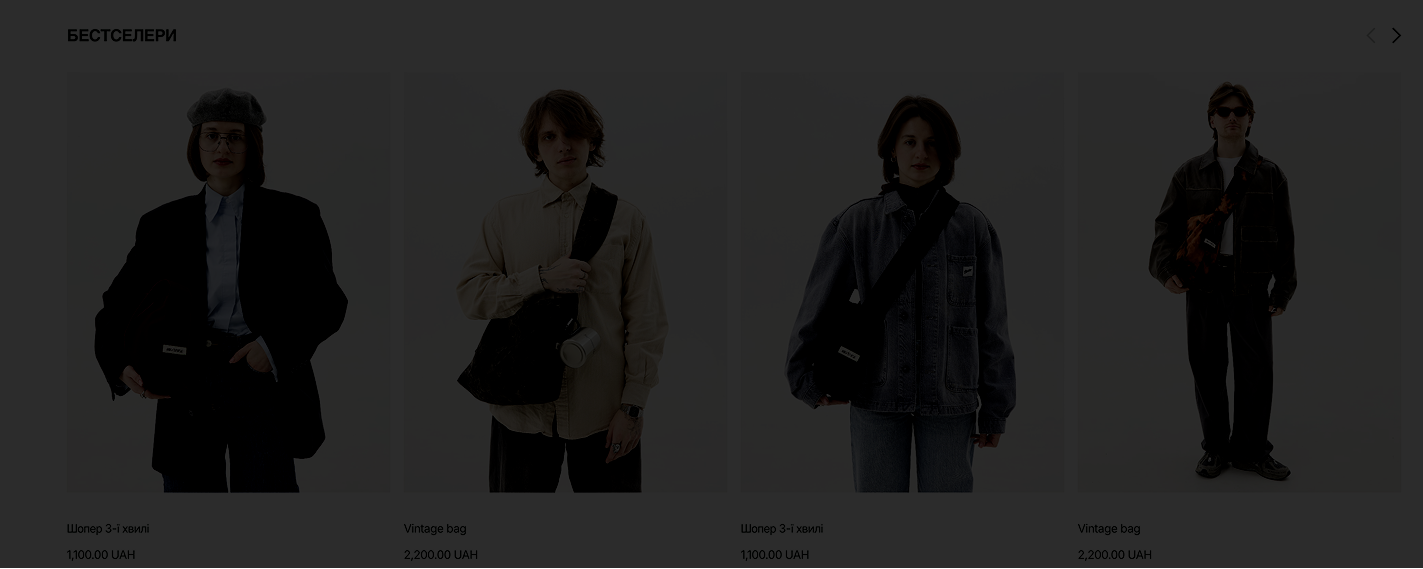 БЕСТСЕЛЕРИ
Шопер 3-ї хвилі
1,100.00 UAH
Vintage bag
2,200.00 UAH
Шопер 3-ї хвилі
1,100.00 UAH
Vintage bag
2,200.00 UAH